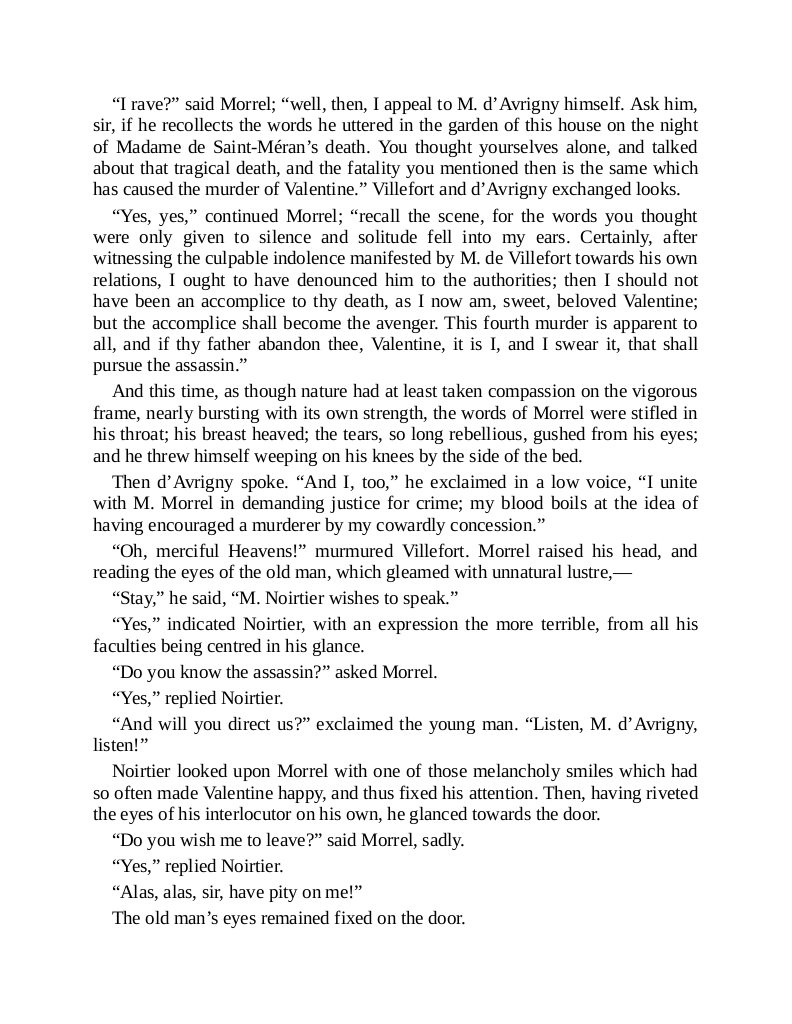 “I rave?” said Morrel; “well, then, I appeal to M. d’Avrigny himself. Ask him,
sir, if he recollects the words he uttered in the garden of this house on the night
of Madame de Saint-Méran’s death. You thought yourselves alone, and talked
about that tragical death, and the fatality you mentioned then is the same which
has caused the murder of Valentine.” Villefort and d’Avrigny exchanged looks.
“Yes, yes,” continued Morrel; “recall the scene, for the words you thought
were only given to silence and solitude fell into my ears. Certainly, after
witnessing the culpable indolence manifested by M. de Villefort towards his own
relations, I ought to have denounced him to the authorities; then I should not
have been an accomplice to thy death, as I now am, sweet, beloved Valentine;
but the accomplice shall become the avenger. This fourth murder is apparent to
all, and if thy father abandon thee, Valentine, it is I, and I swear it, that shall
pursue the assassin.”
And this time, as though nature had at least taken compassion on the vigorous
frame, nearly bursting with its own strength, the words of Morrel were stifled in
his throat; his breast heaved; the tears, so long rebellious, gushed from his eyes;
and he threw himself weeping on his knees by the side of the bed.
Then d’Avrigny spoke. “And I, too,” he exclaimed in a low voice, “I unite
with M. Morrel in demanding justice for crime; my blood boils at the idea of
having encouraged a murderer by my cowardly concession.”
“Oh, merciful Heavens!” murmured Villefort. Morrel raised his head, and
reading the eyes of the old man, which gleamed with unnatural lustre,—
“Stay,” he said, “M. Noirtier wishes to speak.”
“Yes,” indicated Noirtier, with an expression the more terrible, from all his
faculties being centred in his glance.
“Do you know the assassin?” asked Morrel.
“Yes,” replied Noirtier.
“And will you direct us?” exclaimed the young man. “Listen, M. d’Avrigny,
listen!”
Noirtier looked upon Morrel with one of those melancholy smiles which had
so often made Valentine happy, and thus fixed his attention. Then, having riveted
the eyes of his interlocutor on his own, he glanced towards the door.
“Do you wish me to leave?” said Morrel, sadly.
“Yes,” replied Noirtier.
“Alas, alas, sir, have pity on me!”
The old man’s eyes remained fixed on the door.